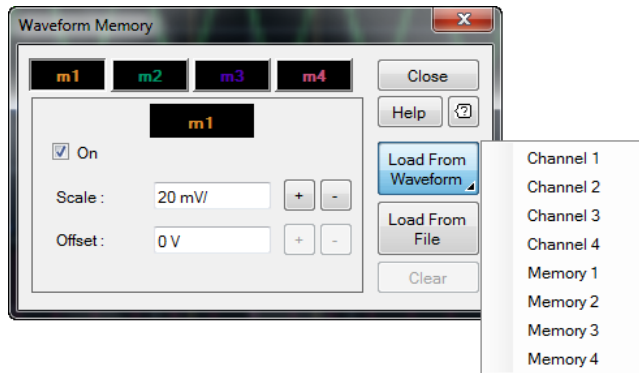 Waveform Memory
x
m1 m2 m3 m4
Close
m1
Help ?
On
Load From
Waveform
Scale : 20 mV/ + -
Load From
File
Offset : 0 V + -
Clear
Channel 1
Channel 2
Channel 3
Channel 4
Memory 1
Memory 2
Memory 3
Memory 4